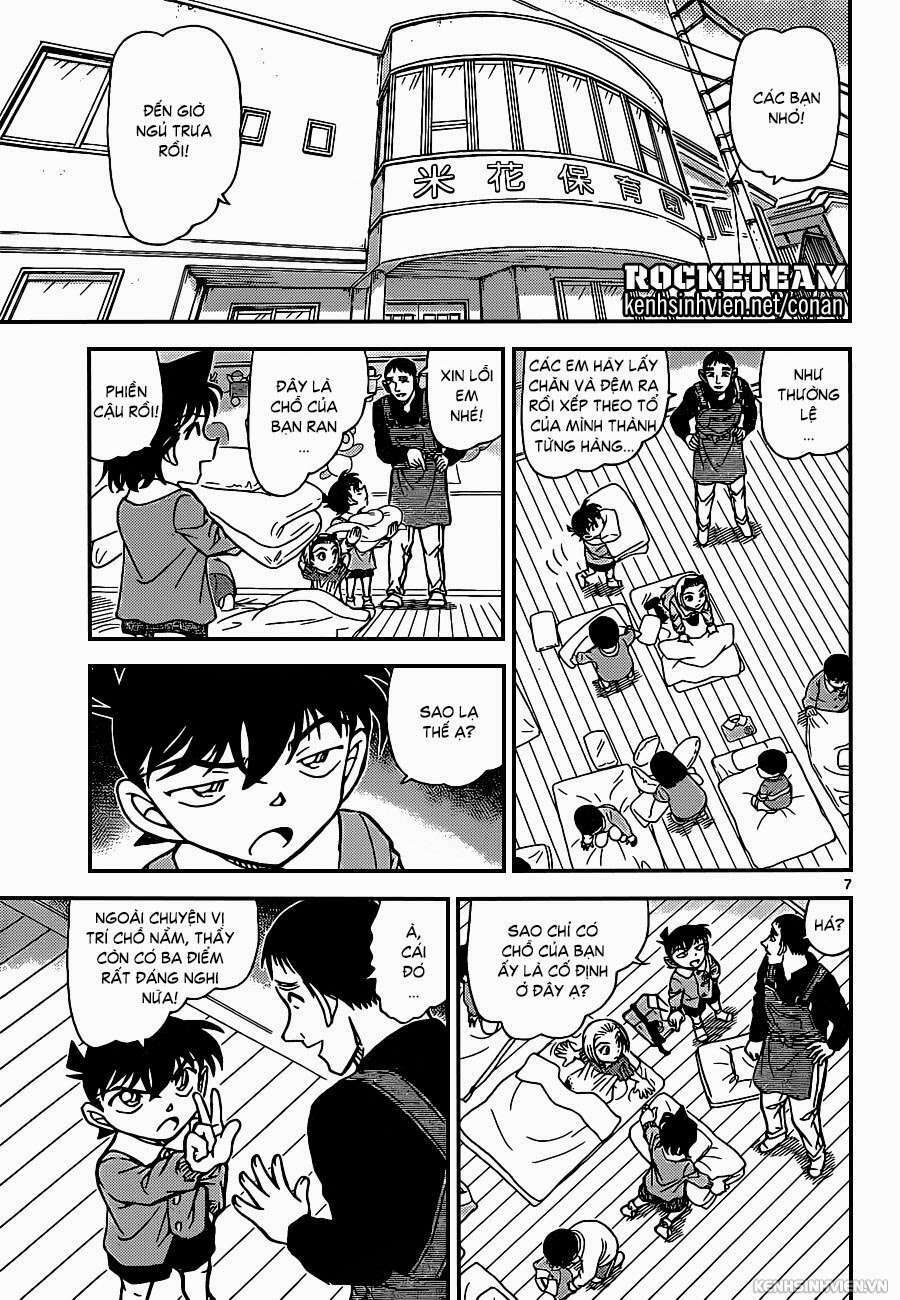 CÁC BẠN
NHỎ!
ĐẾN GIỜ
NGỦ TRƯA
RỒI!
米花保育園
ROCKETEAM
kenhsinhvien.net/conan
NHƯ
THƯỜNG
LỆ
...
CÁC EM HÃY LẤY
CHĂN VÀ ĐỆM RA
RỒI XẾP THEO TỔ
CỦA MÌNH THÀNH
TỪNG HÀNG...
XIN LỖI
EM
NHÉ!
ĐÂY LÀ
CHỖ CỦA
BẠN RAN
...
PHIỀN
CẬU RỒI!
SAO LẠ
THẾ Ạ?
7
HẢ?
SAO CHỈ CÓ
CHỖ CỦA BẠN
ẤY LÀ CỐ ĐỊNH
Ở ĐÂY Ạ?
À,
CÁI
ĐÓ
...
NGOÀI CHUYỆN VỊ
TRÍ CHỖ NẰM, THẦY
CÒN CÓ BA ĐIỂM
RẤT ĐÁNG NGHI
NỮA!
KENHSINHVIEN.VN